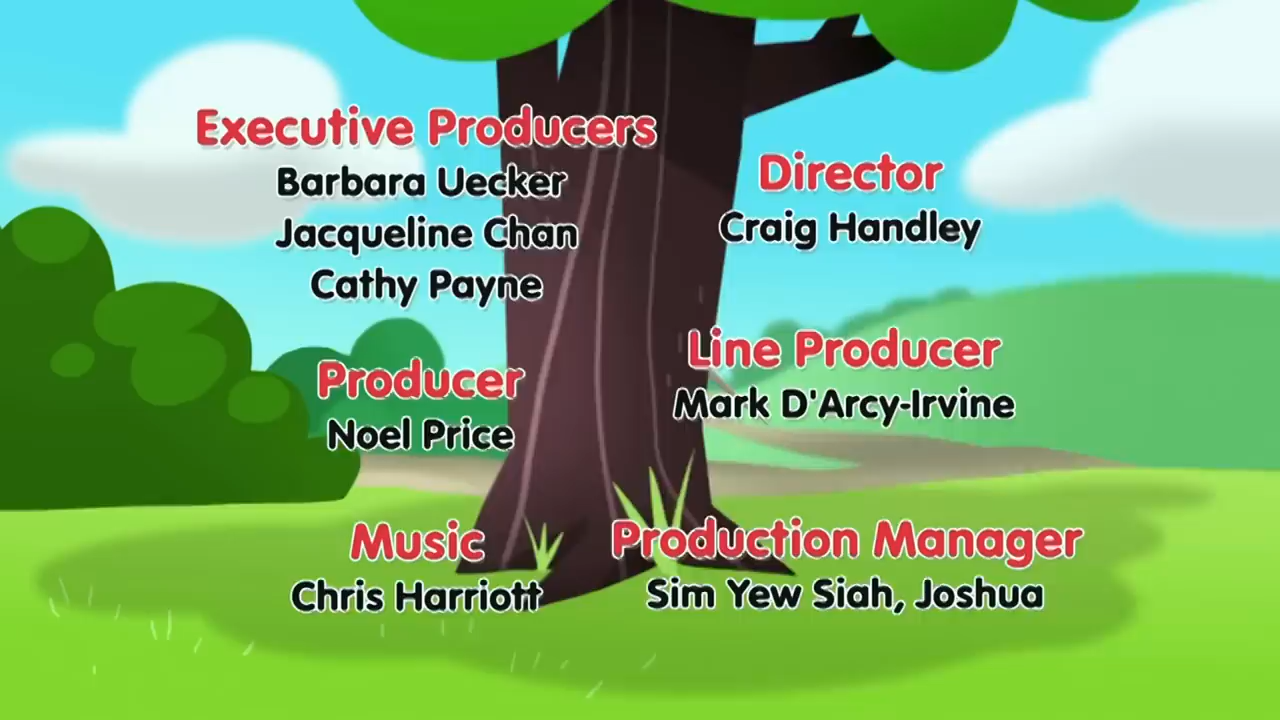 Executive Producers
Barbara Uecker
Jacqueline Chan
Cathy Payne
Producer
Noel Price
Music
Chris Harriott
Director
Craig Handley
Line Producer
Mark D'Arcy-Irvine
Production Manager
Sim Yew Siah, Joshua